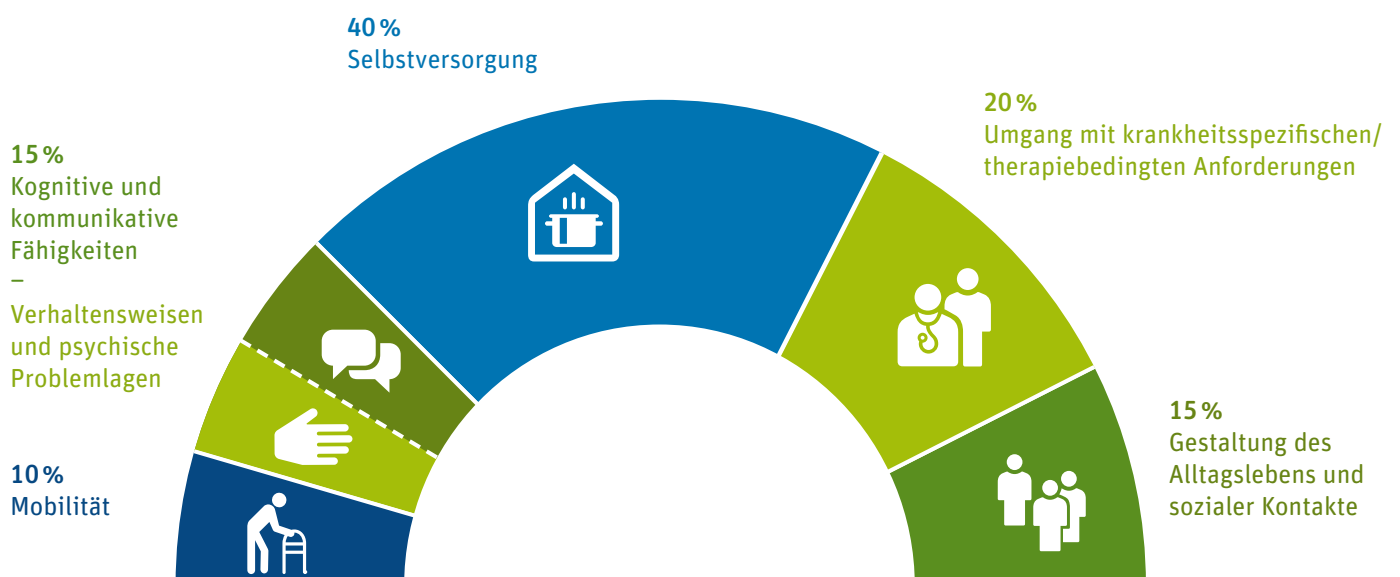 40 %
Selbstversorgung
20 %
Umgang mit krankheitsspezifischen/
therapiebedingten Anforderungen
15 %
Kognitive und
kommunikative
Fähigkeiten
–
Verhaltensweisen
und psychische
Problemlagen
10 %
Mobilität
15 %
Gestaltung des
Alltagslebens und
sozialer Kontakte